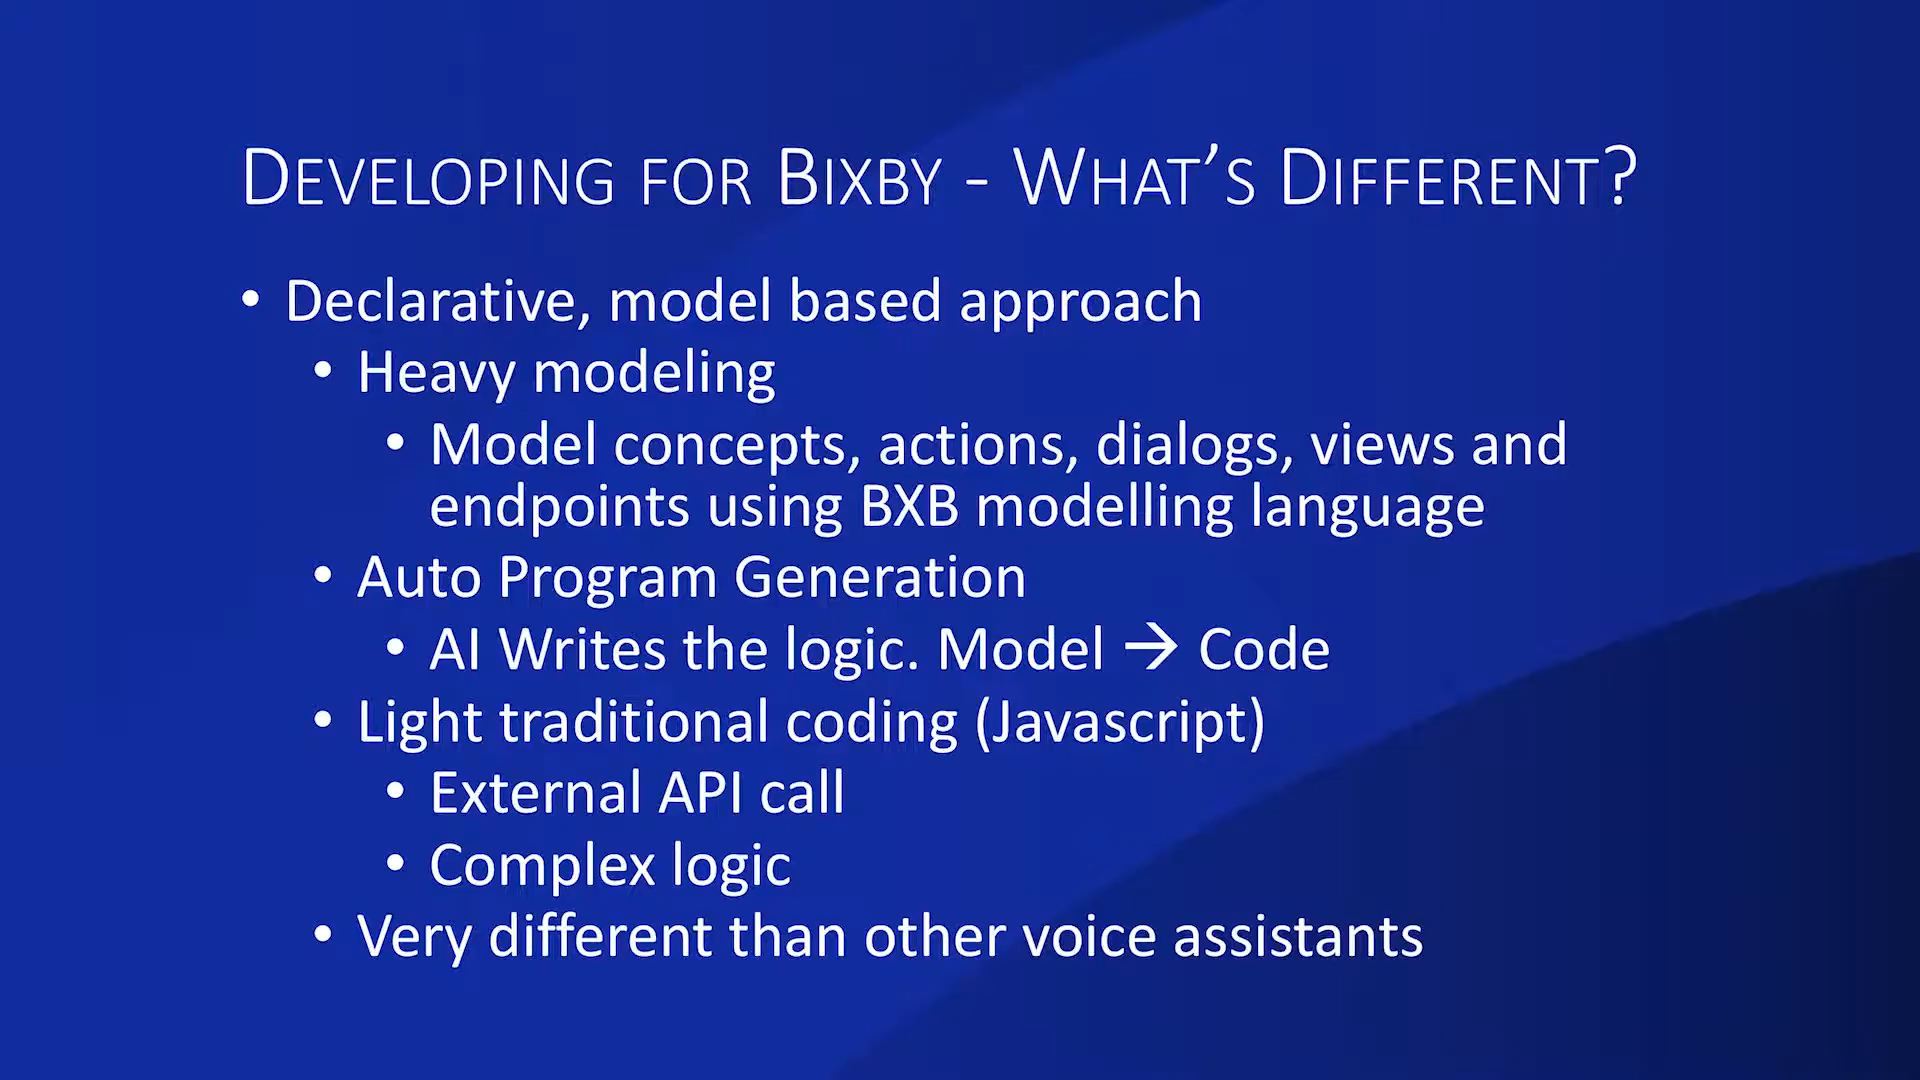 Developing for Bixby - What's Different?
• Declarative, model based approach
• Heavy modeling
• Model concepts, actions, dialogs, views and
endpoints using BXB modelling language
• Auto Program Generation
• AI Writes the logic. Model → Code
• Light traditional coding (Javascript)
• External API call
• Complex logic
• Very different than other voice assistants